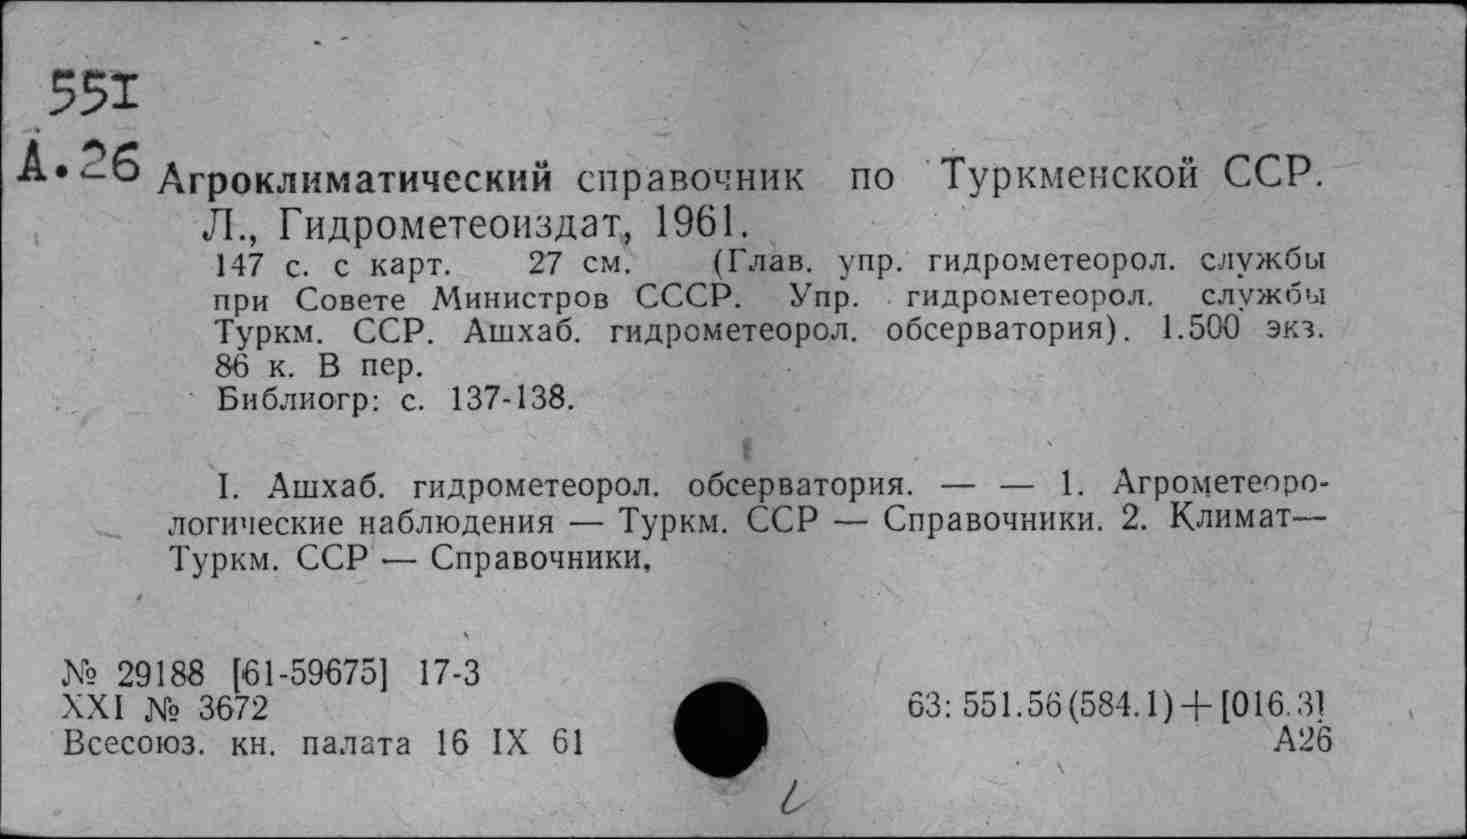 551
А.26
Агроклиматический справочник по Туркменской ССР.
Л., Гидрометеоиздат, 1961.
147 с. с карт. 27 см. (Глав. упр. гидрометеорол. службы
при Совете Министров СССР. Упр. гидрометеорол. службы
Туркм. ССР. Ашхаб. гидрометеорол. обсерватория). 1.500 экз.
86 к. В пер.
Библиогр: с. 137-138.
I. Ашхаб. гидрометеорол. обсерватория. — — 1. Агрометеоро-
логические наблюдения — Туркм. ССР — Справочники. 2. Климат—
Туркм. ССР — Справочники.
№ 29188 [61-59675] 17-3
XXI № 3672
Всесоюз. кн. палата 16 IX 61
63: 551.56(584.1)+[016.3]
А26